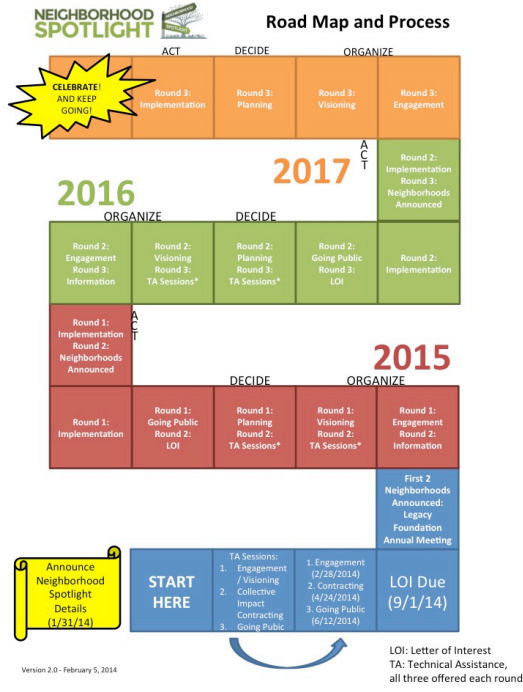 NEIGHBORHOOD
SPOTLIGHT
Road Map and Process
ACT
DECIDE
ORGANIZE
CELEBRATE!
AND KEEP
GOING!
Round 3:
Implementation
Round 3:
Planning
Round 3:
Visioning
Round 3:
Engagement
2017
ACT
Round 2:
Implementation
Round 3:
Neighborhoods
Announced
2016
ORGANIZE
DECIDE
Round 2:
Engagement
Round 3:
Information
Round 2:
Visioning
Round 3:
TA Sessions*
Round 2:
Planning
Round 3:
TA Sessions*
Round 2:
Going Public
Round 3:
LOI
Round 2:
Implementation
Round 1:
Implementation
Round 2:
Neighborhoods
Announced
ACT
2015
DECIDE
ORGANIZE
Round 1:
Implementation
Round 1:
Going Public
Round 2:
LOI
Round 1:
Planning
Round 2:
TA Sessions*
Round 1:
Visioning
Round 2:
TA Sessions*
Round 1:
Engagement
Round 2:
Information
First 2
Neighborhoods
Announced:
Legacy
Foundation
Annual Meeting
Announce
Neighborhood
Spotlight
Details
(1/31/14)
START
HERE
TA Sessions:
1. Engagement
/ Visioning
2. Collective
Impact
Contracting
3. Going Pubic
1. Engagement
(2/28/2014)
2. Contracting
(4/24/2014)
3. Going Public
(6/12/2014)
LOI Due
(9/1/14)
LOI: Letter of Interest
TA: Technical Assistance,
all three offered each round
Version 2.0 - February 5, 2014